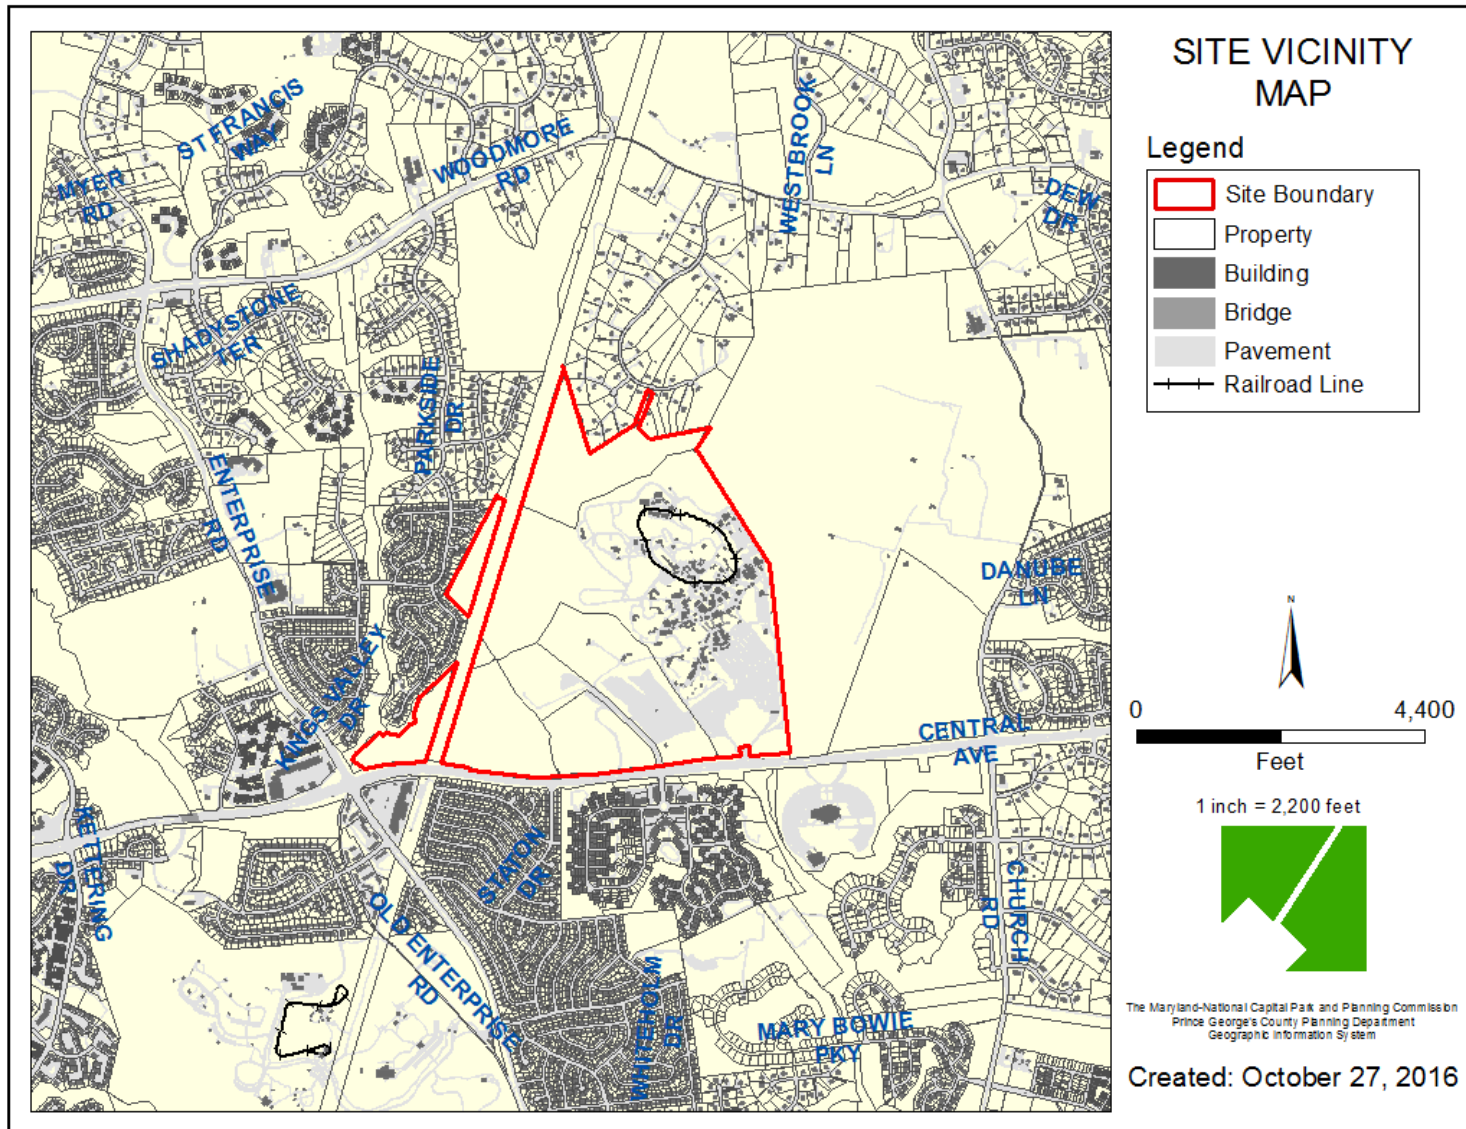 SITE VICINITY
MAP
Legend
Site Boundary
Property
Building
Bridge
Pavement
Railroad Line
N
0 4,400
Feet
1 inch = 2,200 feet
The Maryland-National Capital Park and Planning Commission
Prince George's County Planning Department
Geographic Information System
Created: October 27, 2016
ST FRANCIS
WAY
MYER
RD
WOODMORE
RD
WESTBROOK
LN
DEW
DR
SHADYSTONE
TER
PARKSIDE
DR
ENTERPRISE
RD
DANUBE
LN
KINGS VALLEY
DR
CENTRAL
AVE
KETTERING
DR
STATON
DR
OLD ENTERPRISE
RD
CHURCH
RD
WHITEHOLM
DR
MARY BOWIE
PKY